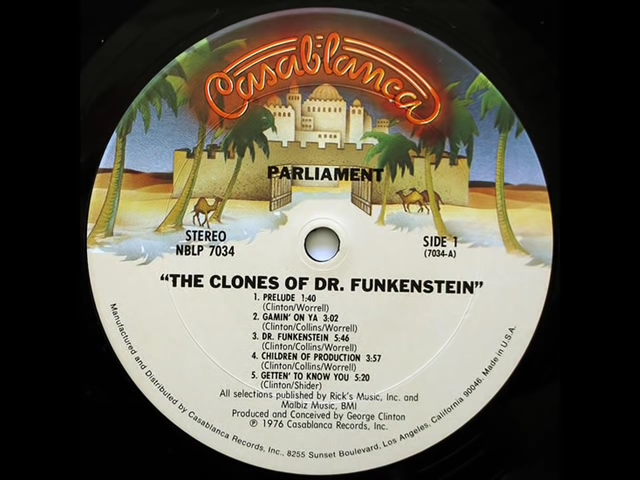 Casablanca
PARLIAMENT
STEREO
NBLP 7034
SIDE 1
(7034-A)
"THE CLONES OF DR. FUNKENSTEIN"
1. PRELUDE 1:40
(Clinton/Worrell)
2. GAMIN' ON YA 3:02
(Clinton/Collins/Worrell)
3. DR. FUNKENSTEIN 5:46
(Clinton/Collins/Worrell)
4. CHILDREN OF PRODUCTION 3:57
(Clinton/Collins/Worrell)
5. GETTEN' TO KNOW YOU 5:20
(Clinton/Shider)
All selections published by Rick's Music, Inc. and
Malbiz Music, BMI
Produced and Conceived by George Clinton
℗ 1976 Casablanca Records, Inc.
Manufactured and Distributed by Casablanca Records, Inc., 8255 Sunset Boulevard, Los Angeles, California 90046. Made in U.S.A.